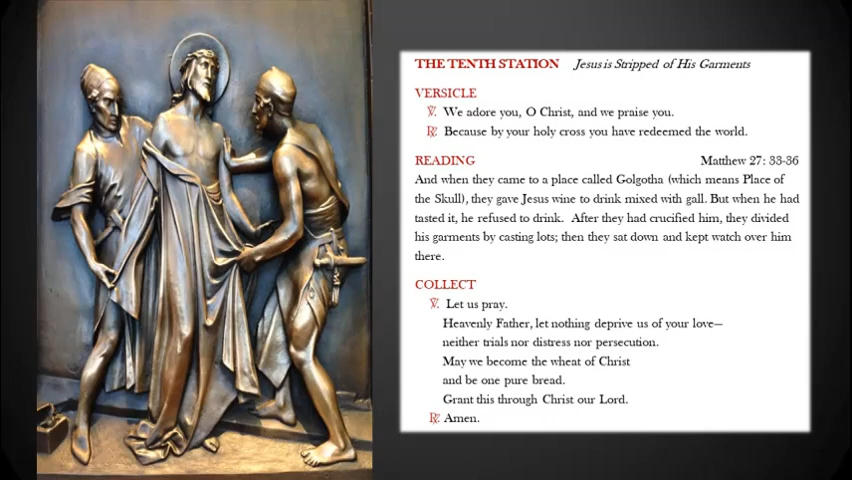 THE TENTH STATION Jesus is Stripped of His Garments
VERSICLE
℣. We adore you, O Christ, and we praise you.
℟. Because by your holy cross you have redeemed the world.
READING Matthew 27: 33-36
And when they came to a place called Golgotha (which means Place of
the Skull), they gave Jesus wine to drink mixed with gall. But when he had
tasted it, he refused to drink. After they had crucified him, they divided
his garments by casting lots; then they sat down and kept watch over him
there.
COLLECT
℣. Let us pray.
Heavenly Father, let nothing deprive us of your love—
neither trials nor distress nor persecution.
May we become the wheat of Christ
and be one pure bread.
Grant this through Christ our Lord.
℟. Amen.